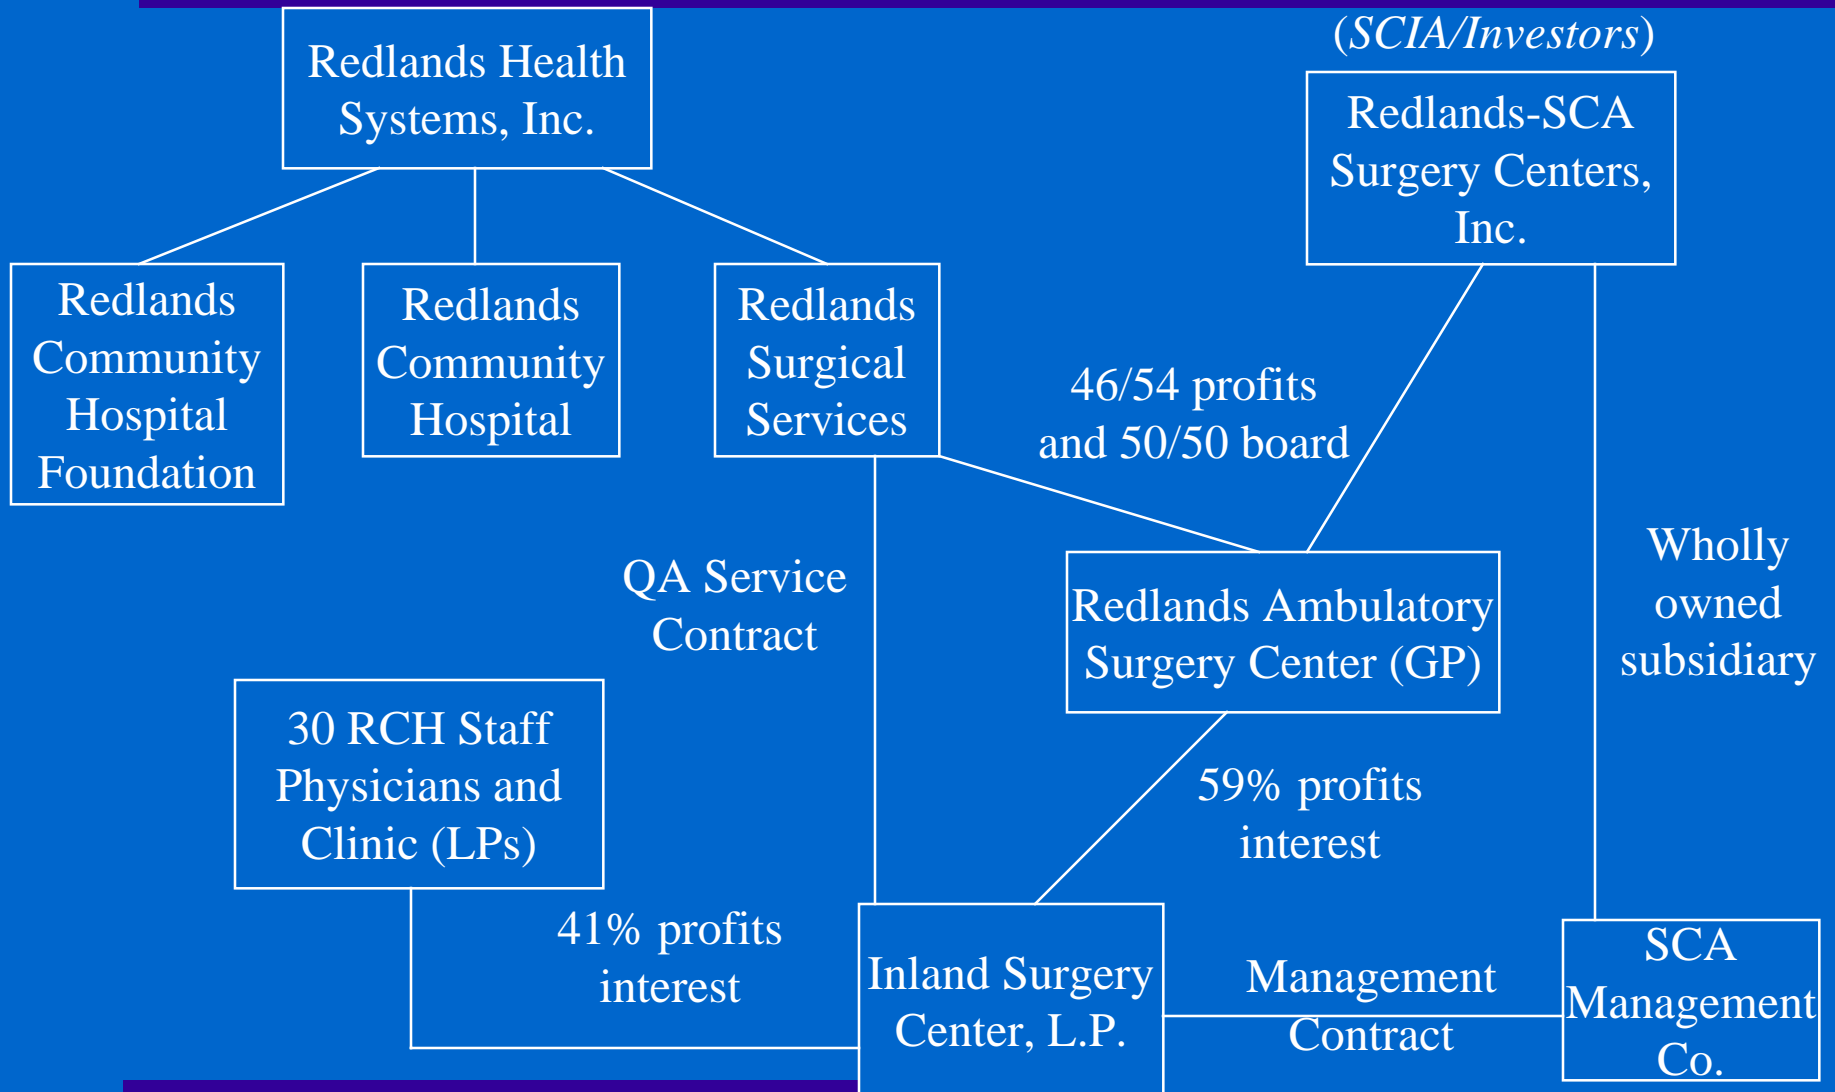 Redlands Health
Systems, Inc.
(SCIA/Investors)
Redlands-SCA
Surgery Centers,
Inc.
Redlands
Community
Hospital
Foundation
Redlands
Community
Hospital
Redlands
Surgical
Services
46/54 profits
and 50/50 board
QA Service
Contract
Redlands Ambulatory
Surgery Center (GP)
Wholly
owned
subsidiary
30 RCH Staff
Physicians and
Clinic (LPs)
59% profits
interest
41% profits
interest
Inland Surgery
Center, L.P.
Management
Contract
SCA
Management
Co.